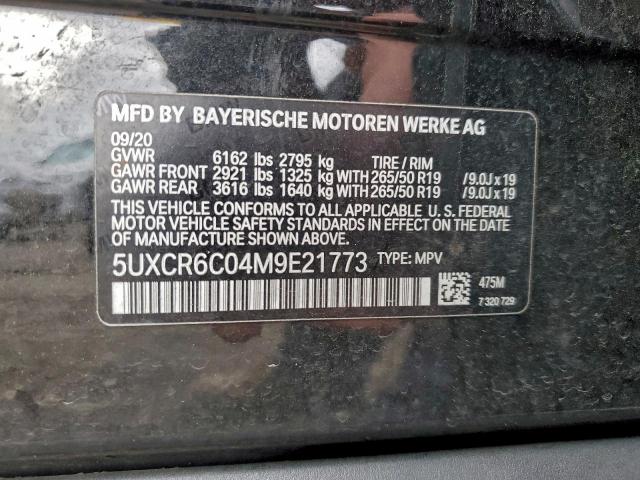 MFD BY BAYERISCHE MOTOREN WERKE AG
09/20
GVWR 6162 lbs 2795 kg TIRE / RIM
GAWR FRONT 2921 lbs 1325 kg WITH 265/50 R19 /9.0J x 19
GAWR REAR 3616 lbs 1640 kg WITH 265/50 R19 /9.0J x 19
THIS VEHICLE CONFORMS TO ALL APPLICABLE U. S. FEDERAL
MOTOR VEHICLE SAFETY STANDARDS IN EFFECT ON THE DATE
OF MANUFACTURE SHOWN ABOVE.
5UXCR6C04M9E21773 TYPE: MPV
475M
7 320 729